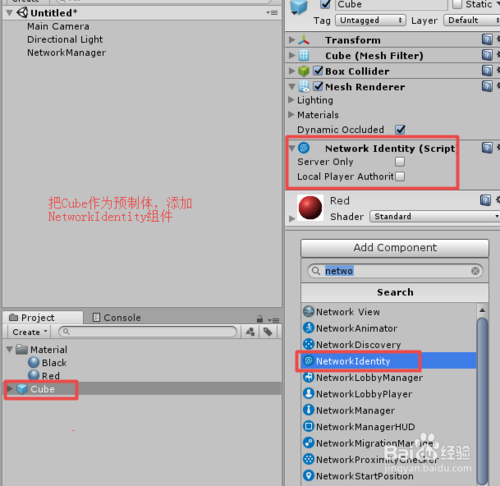 Create
Untitled*
Main Camera
Directional Light
NetworkManager
把Cube作为预制体，添加
NetworkIdentity组件
Project
Console
Create
Material
Black
Red
Cube
Cube
Static
Tag Untagged
Layer Default
Transform
Cube (Mesh Filter)
Box Collider
Mesh Renderer
Lighting
Materials
Dynamic Occluded
Network Identity (Script
Server Only
Local Player Authorit
Red
Shader Standard
Add Component
netwo
Search
Network View
NetworkAnimator
NetworkDiscovery
NetworkIdentity
NetworkLobbyManager
NetworkLobbyPlayer
NetworkManager
NetworkManagerHUD
NetworkMigrationManage
NetworkProximityChecker
NetworkStartPosition
Baidu 经验
jingyan.baidu.com